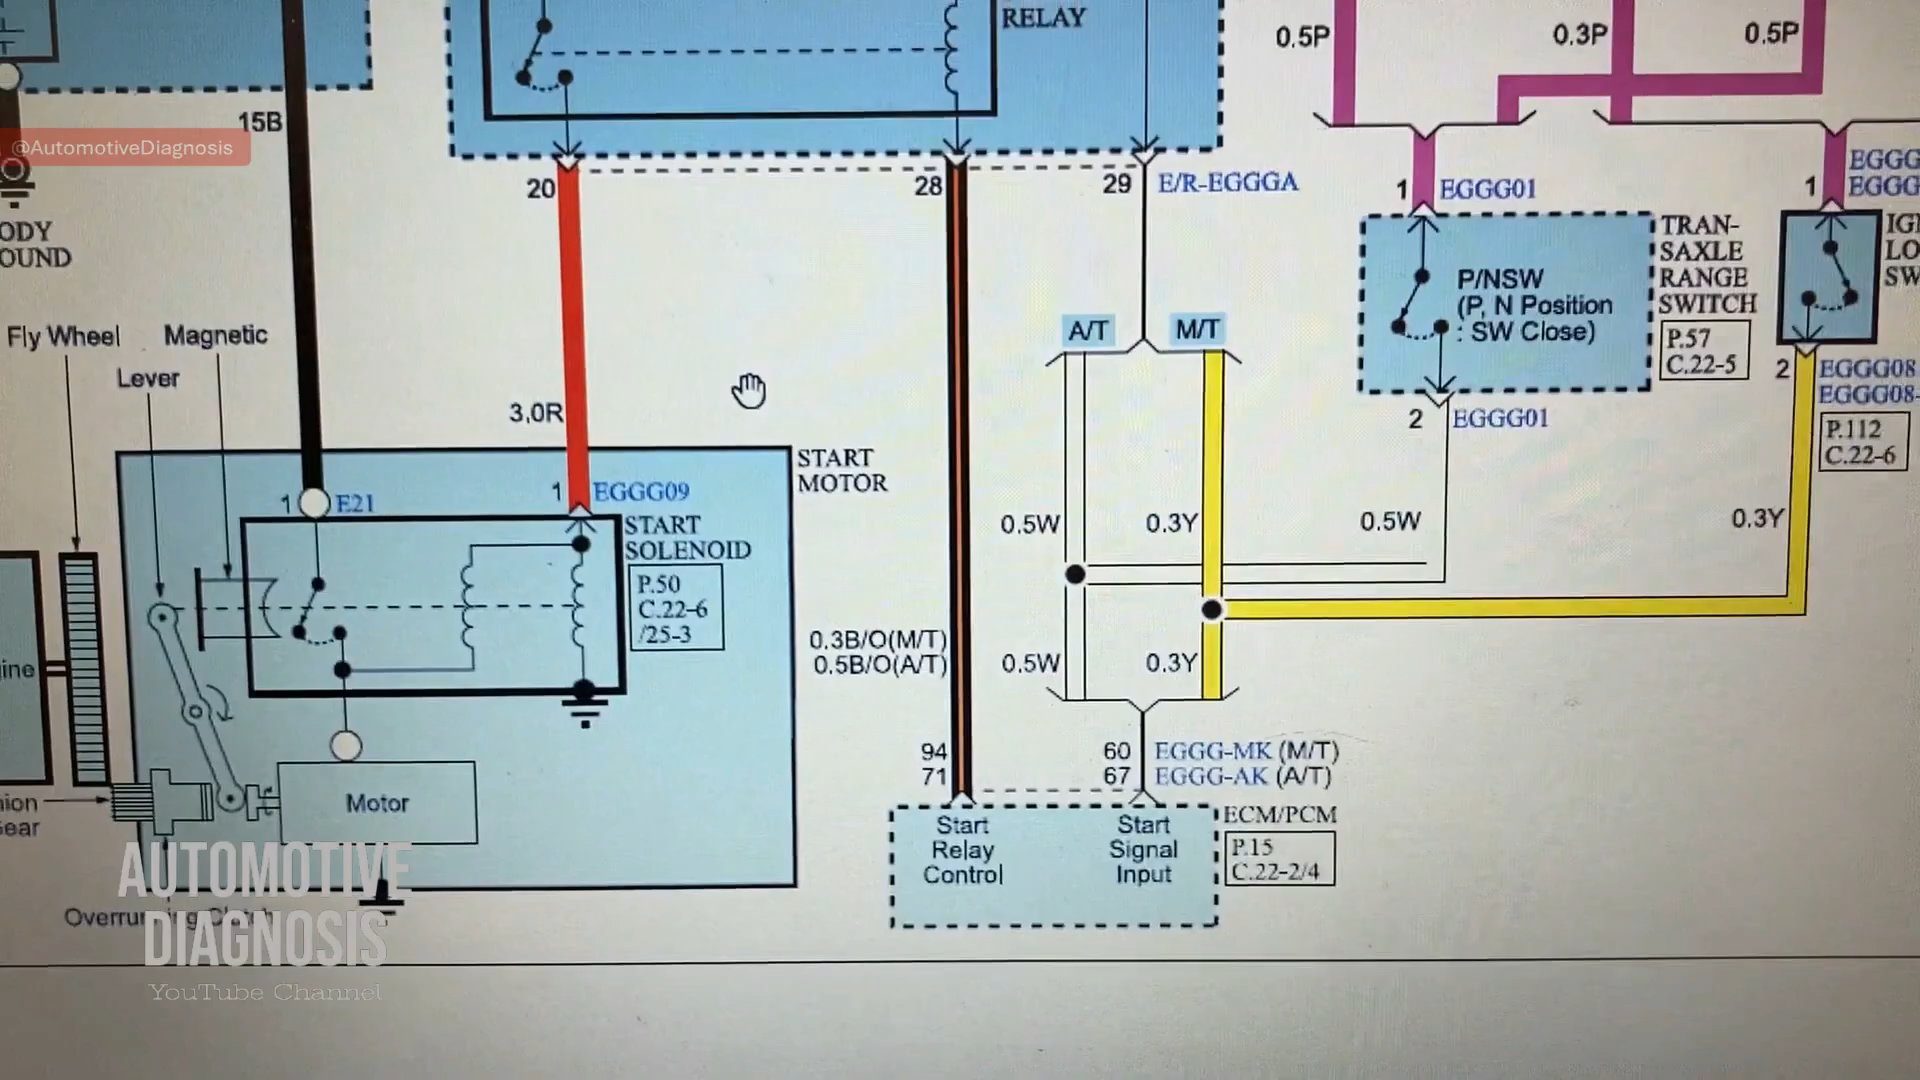 RELAY
0.5P
0.3P
0.5P
15B
@AutomotiveDiagnosis
20
28
29
E/R-EGGGA
1
EGGG01
1
EGGG
EGGG
ODY
OUND
TRAN-
SAXLE
RANGE
SWITCH
P.57
C.22-5
P/NSW
(P, N Position
: SW Close)
LO
SW
Fly Wheel
Magnetic
Lever
A/T
M/T
2
EGGG01
2
EGGG08
EGGG08-
P.112
C.22-6
3.0R
START
MOTOR
1
E21
1
EGGG09
START
SOLENOID
P.50
C.22-6
/25-3
0.5W
0.3Y
0.5W
0.3Y
0.3B/O(M/T)
0.5B/O(A/T)
0.5W
0.3Y
ine
94
71
60
67
EGGG-MK (M/T)
EGGG-AK (A/T)
nion
Gear
Motor
Start
Relay
Control
Start
Signal
Input
ECM/PCM
P.15
C.22-2/4
Overrunning Clutch
AUTOMOTIVE
DIAGNOSIS
YouTube Channel